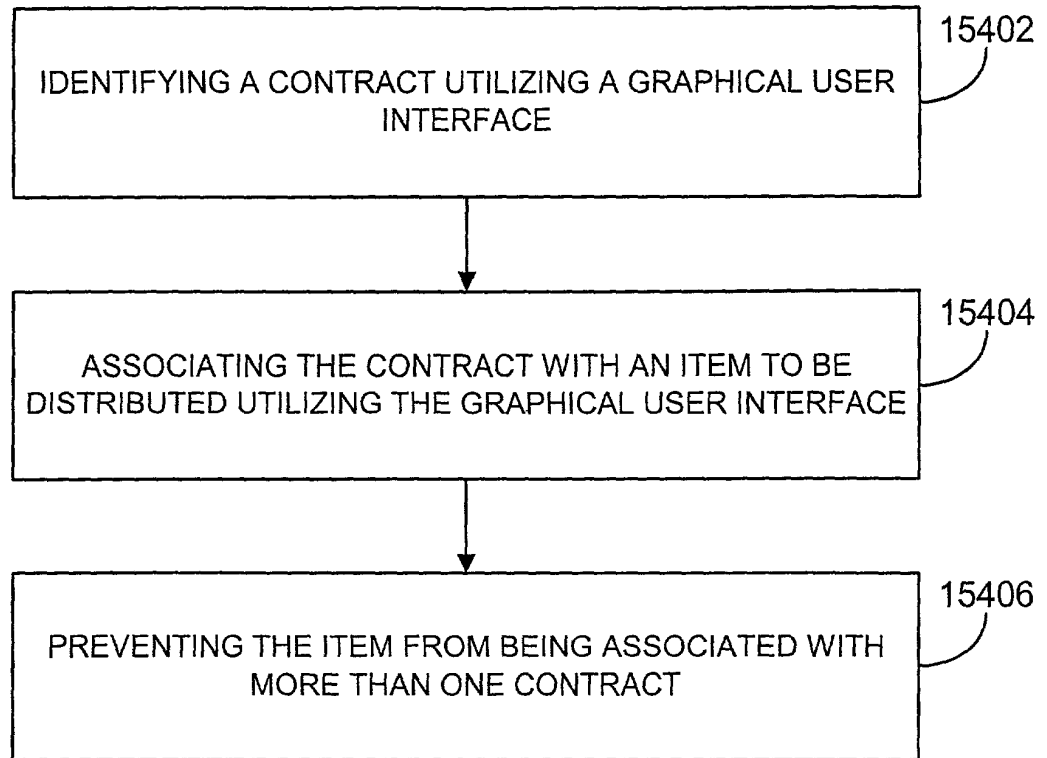 15402
IDENTIFYING A CONTRACT UTILIZING A GRAPHICAL USER
INTERFACE
15404
ASSOCIATING THE CONTRACT WITH AN ITEM TO BE
DISTRIBUTED UTILIZING THE GRAPHICAL USER INTERFACE
15406
PREVENTING THE ITEM FROM BEING ASSOCIATED WITH
MORE THAN ONE CONTRACT